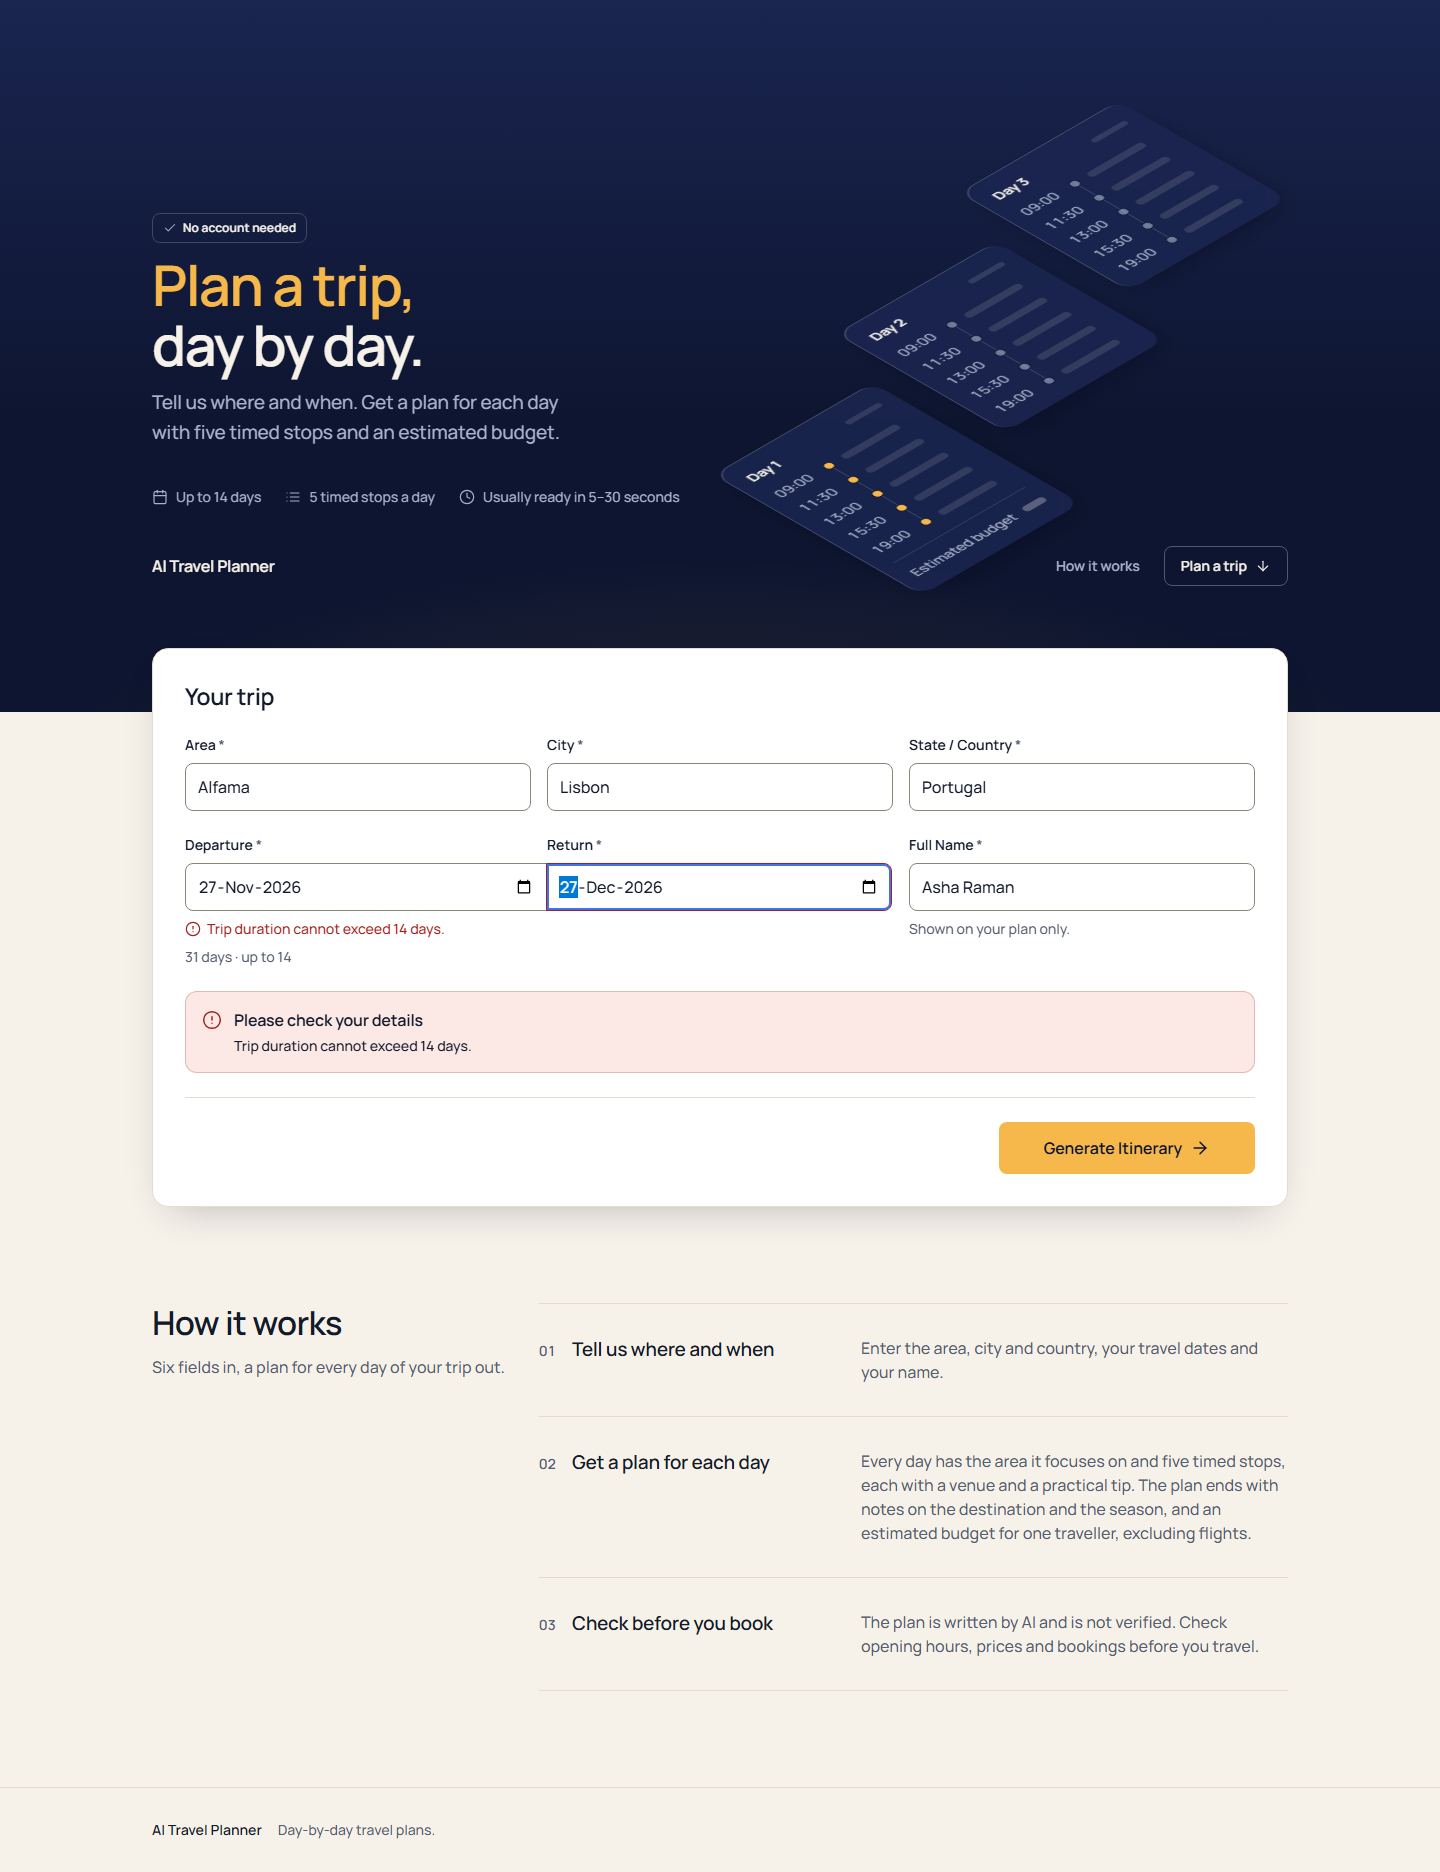 No account needed
Plan a trip,
day by day.
Tell us where and when. Get a plan for each day
with five timed stops and an estimated budget.
Up to 14 days
5 timed stops a day
Usually ready in 5–30 seconds
Day 3
09:00
11:30
13:00
15:30
19:00
Day 2
09:00
11:30
13:00
15:30
19:00
Day 1
09:00
11:30
13:00
15:30
19:00
Estimated budget
AI Travel Planner
How it works
Plan a trip
Your trip
Area *
City *
State / Country *
Alfama
Lisbon
Portugal
Departure *
Return *
Full Name *
27-Nov-2026
27-Dec-2026
Asha Raman
Trip duration cannot exceed 14 days.
Shown on your plan only.
31 days · up to 14
Please check your details
Trip duration cannot exceed 14 days.
Generate Itinerary
How it works
Six fields in, a plan for every day of your trip out.
01 Tell us where and when
Enter the area, city and country, your travel dates and
your name.
02 Get a plan for each day
Every day has the area it focuses on and five timed stops,
each with a venue and a practical tip. The plan ends with
notes on the destination and the season, and an
estimated budget for one traveller, excluding flights.
03 Check before you book
The plan is written by AI and is not verified. Check
opening hours, prices and bookings before you travel.
AI Travel Planner Day-by-day travel plans.